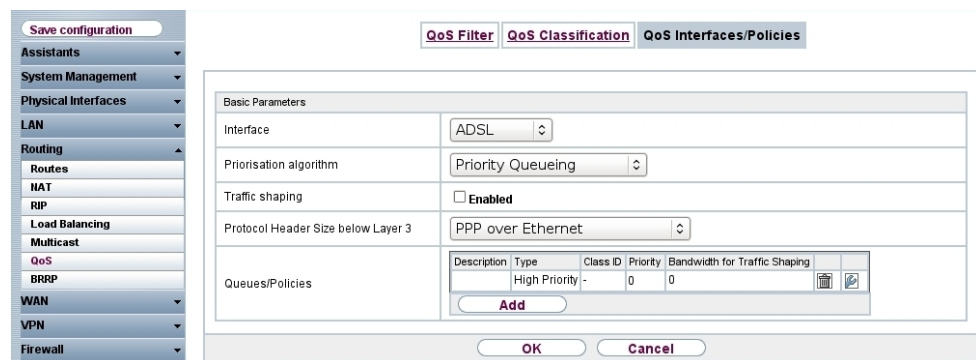 Save configuration
Assistants
System Management
Physical Interfaces
LAN
Routing
Routes
NAT
RIP
Load Balancing
Multicast
QoS
BRRP
WAN
VPN
Firewall
QoS Filter QoS Classification QoS Interfaces/Policies
Basic Parameters
Interface ADSL
Priorisation algorithm Priority Queueing
Traffic shaping Enabled
Protocol Header Size below Layer 3 PPP over Ethernet
Queues/Policies
Description Type Class ID Priority Bandwidth for Traffic Shaping
High Priority - 0 0
Add
OK Cancel